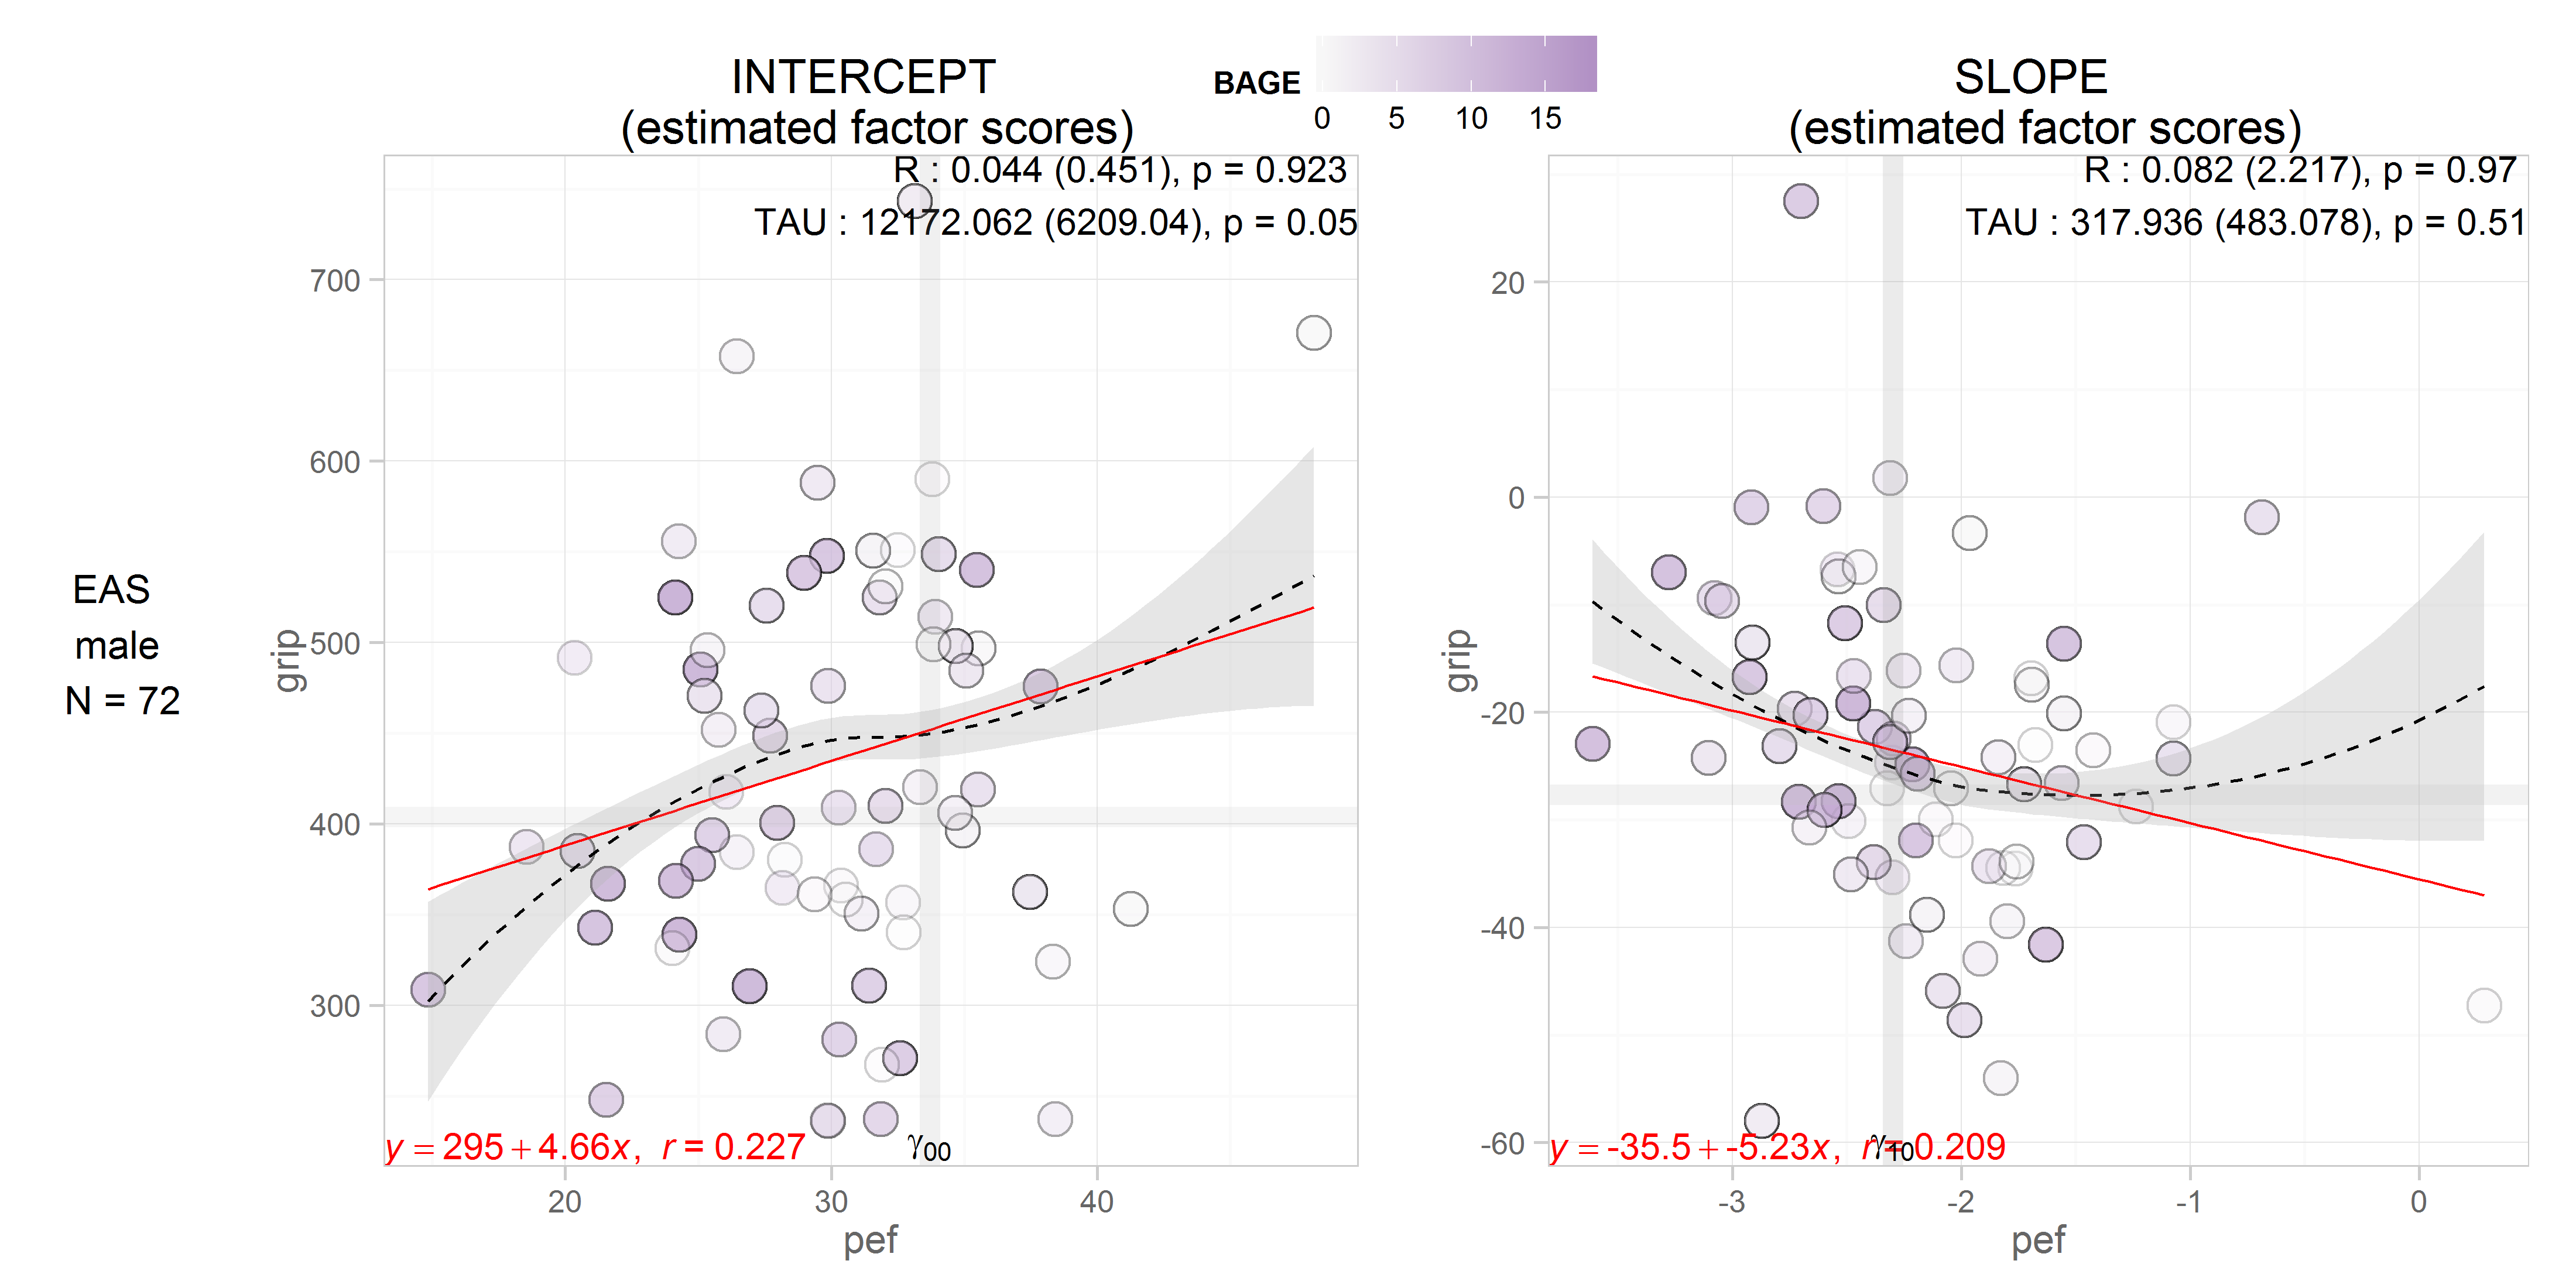 INTERCEPT
(estimated factor scores)
BAGE
0 5 10 15
SLOPE
(estimated factor scores)
R : 0.044 (0.451), p = 0.923
TAU : 12172.062 (6209.04), p = 0.05
R : 0.082 (2.217), p = 0.97
TAU : 317.936 (483.078), p = 0.51
EAS
male
N = 72
grip
700
600
500
400
300
y = 295 + 4.66x, r = 0.227
γ00
20 30 40
pef
grip
20
0
-20
-40
-60
y = -35.5 + -5.23x, r = 0.209
γ10
-3 -2 -1 0
pef